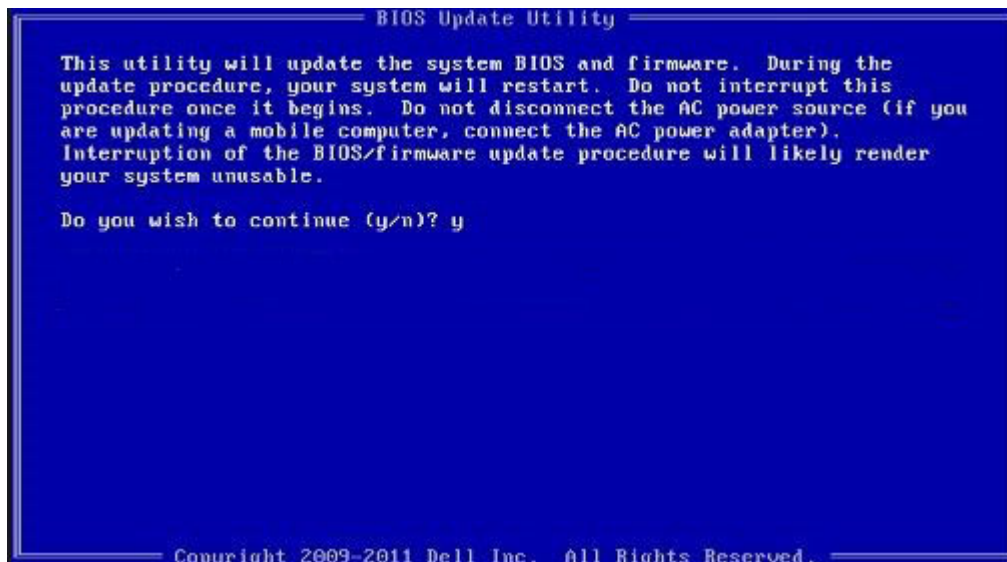 BIOS Update Utility
This utility will update the system BIOS and firmware.  During the
update procedure, your system will restart.  Do not interrupt this
procedure once it begins.  Do not disconnect the AC power source (if you
are updating a mobile computer, connect the AC power adapter).
Interruption of the BIOS/firmware update procedure will likely render
your system unusable.
Do you wish to continue (y/n)? y
Copyright 2009-2011 Dell Inc.  All Rights Reserved.